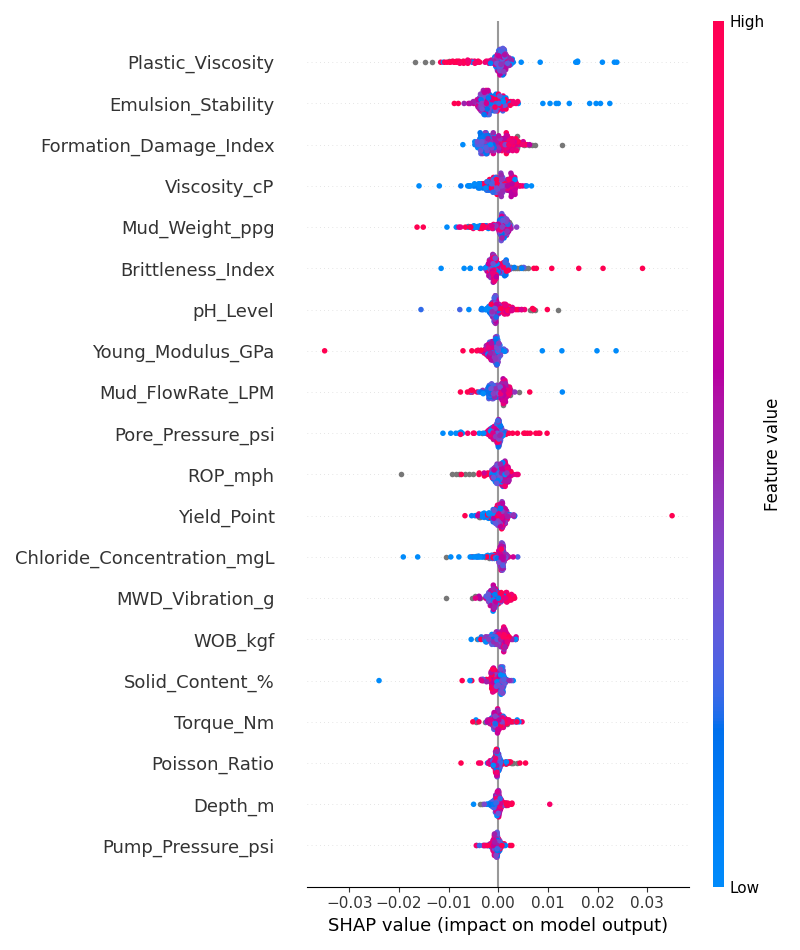 High
Plastic_Viscosity
Emulsion_Stability
Formation_Damage_Index
Viscosity_cP
Mud_Weight_ppg
Brittleness_Index
pH_Level
Young_Modulus_GPa
Mud_FlowRate_LPM
Pore_Pressure_psi
ROP_mph
Yield_Point
Chloride_Concentration_mgL
MWD_Vibration_g
WOB_kgf
Solid_Content_%
Torque_Nm
Poisson_Ratio
Depth_m
Pump_Pressure_psi
Feature value
Low
−0.03 −0.02 −0.01 0.00 0.01 0.02 0.03
SHAP value (impact on model output)